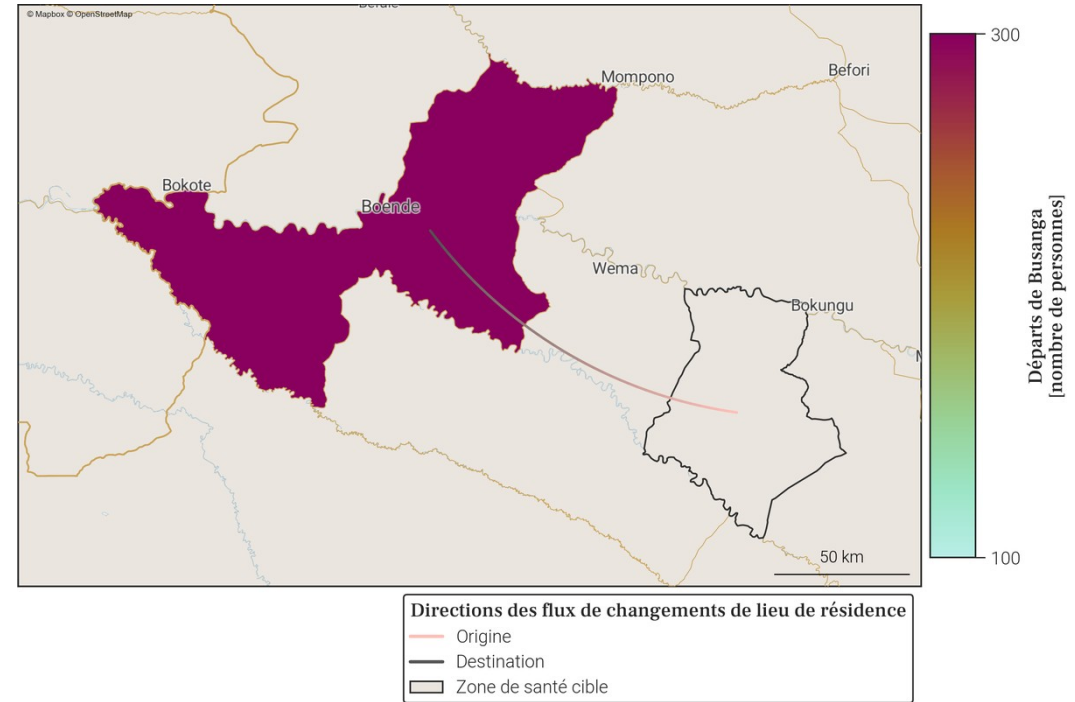 © Mapbox © OpenStreetMap
Befale
Mompono
Befori
Bokote
Boende
Wema
Bokungu
50 km
300
100
Départs de Busanga
[nombre de personnes]
Directions des flux de changements de lieu de résidence
Origine
Destination
Zone de santé cible